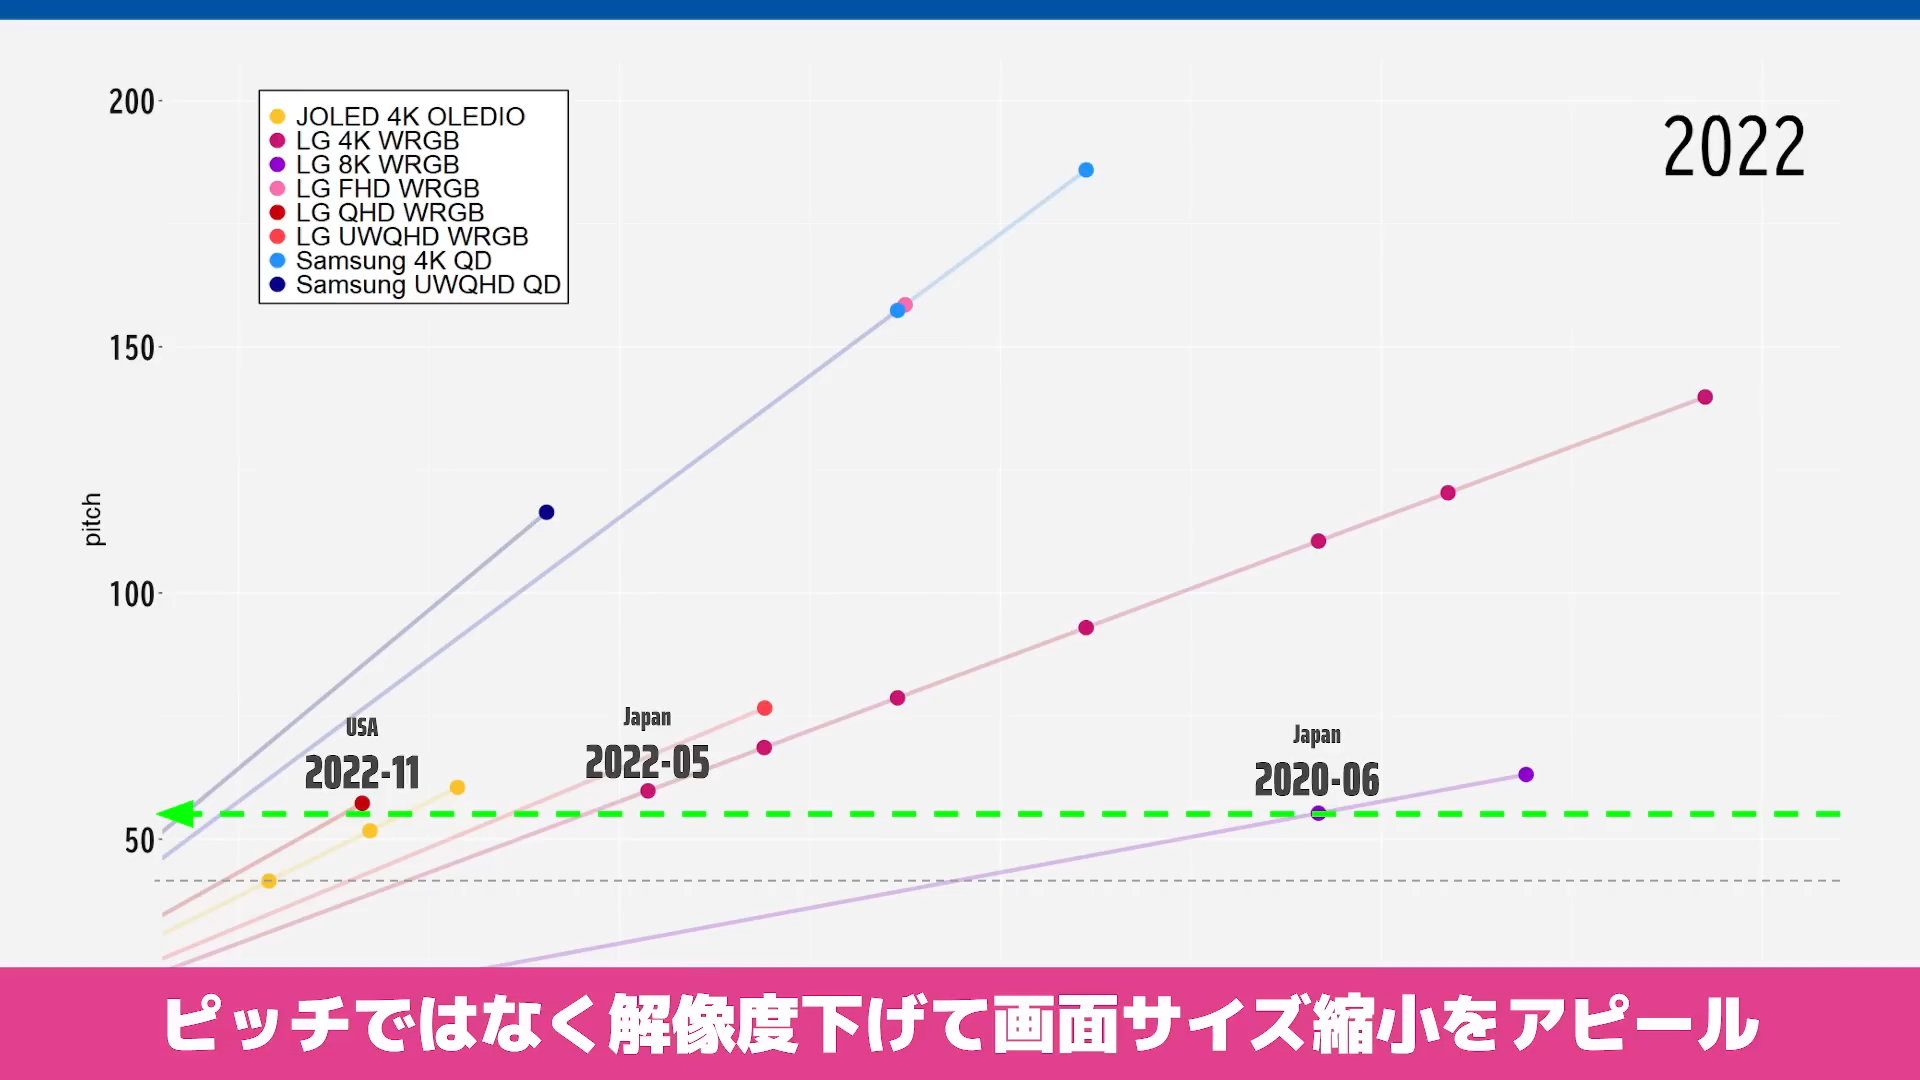 200
JOLED 4K OLEDIO
LG 4K WRGB
LG 8K WRGB
LG FHD WRGB
LG QHD WRGB
LG UWQHD WRGB
Samsung 4K QD
Samsung UWQHD QD
2022
150
pitch
100
USA
2022-11
Japan
2022-05
Japan
2020-06
50
ピッチではなく解像度下げて画面サイズ縮小をアピール